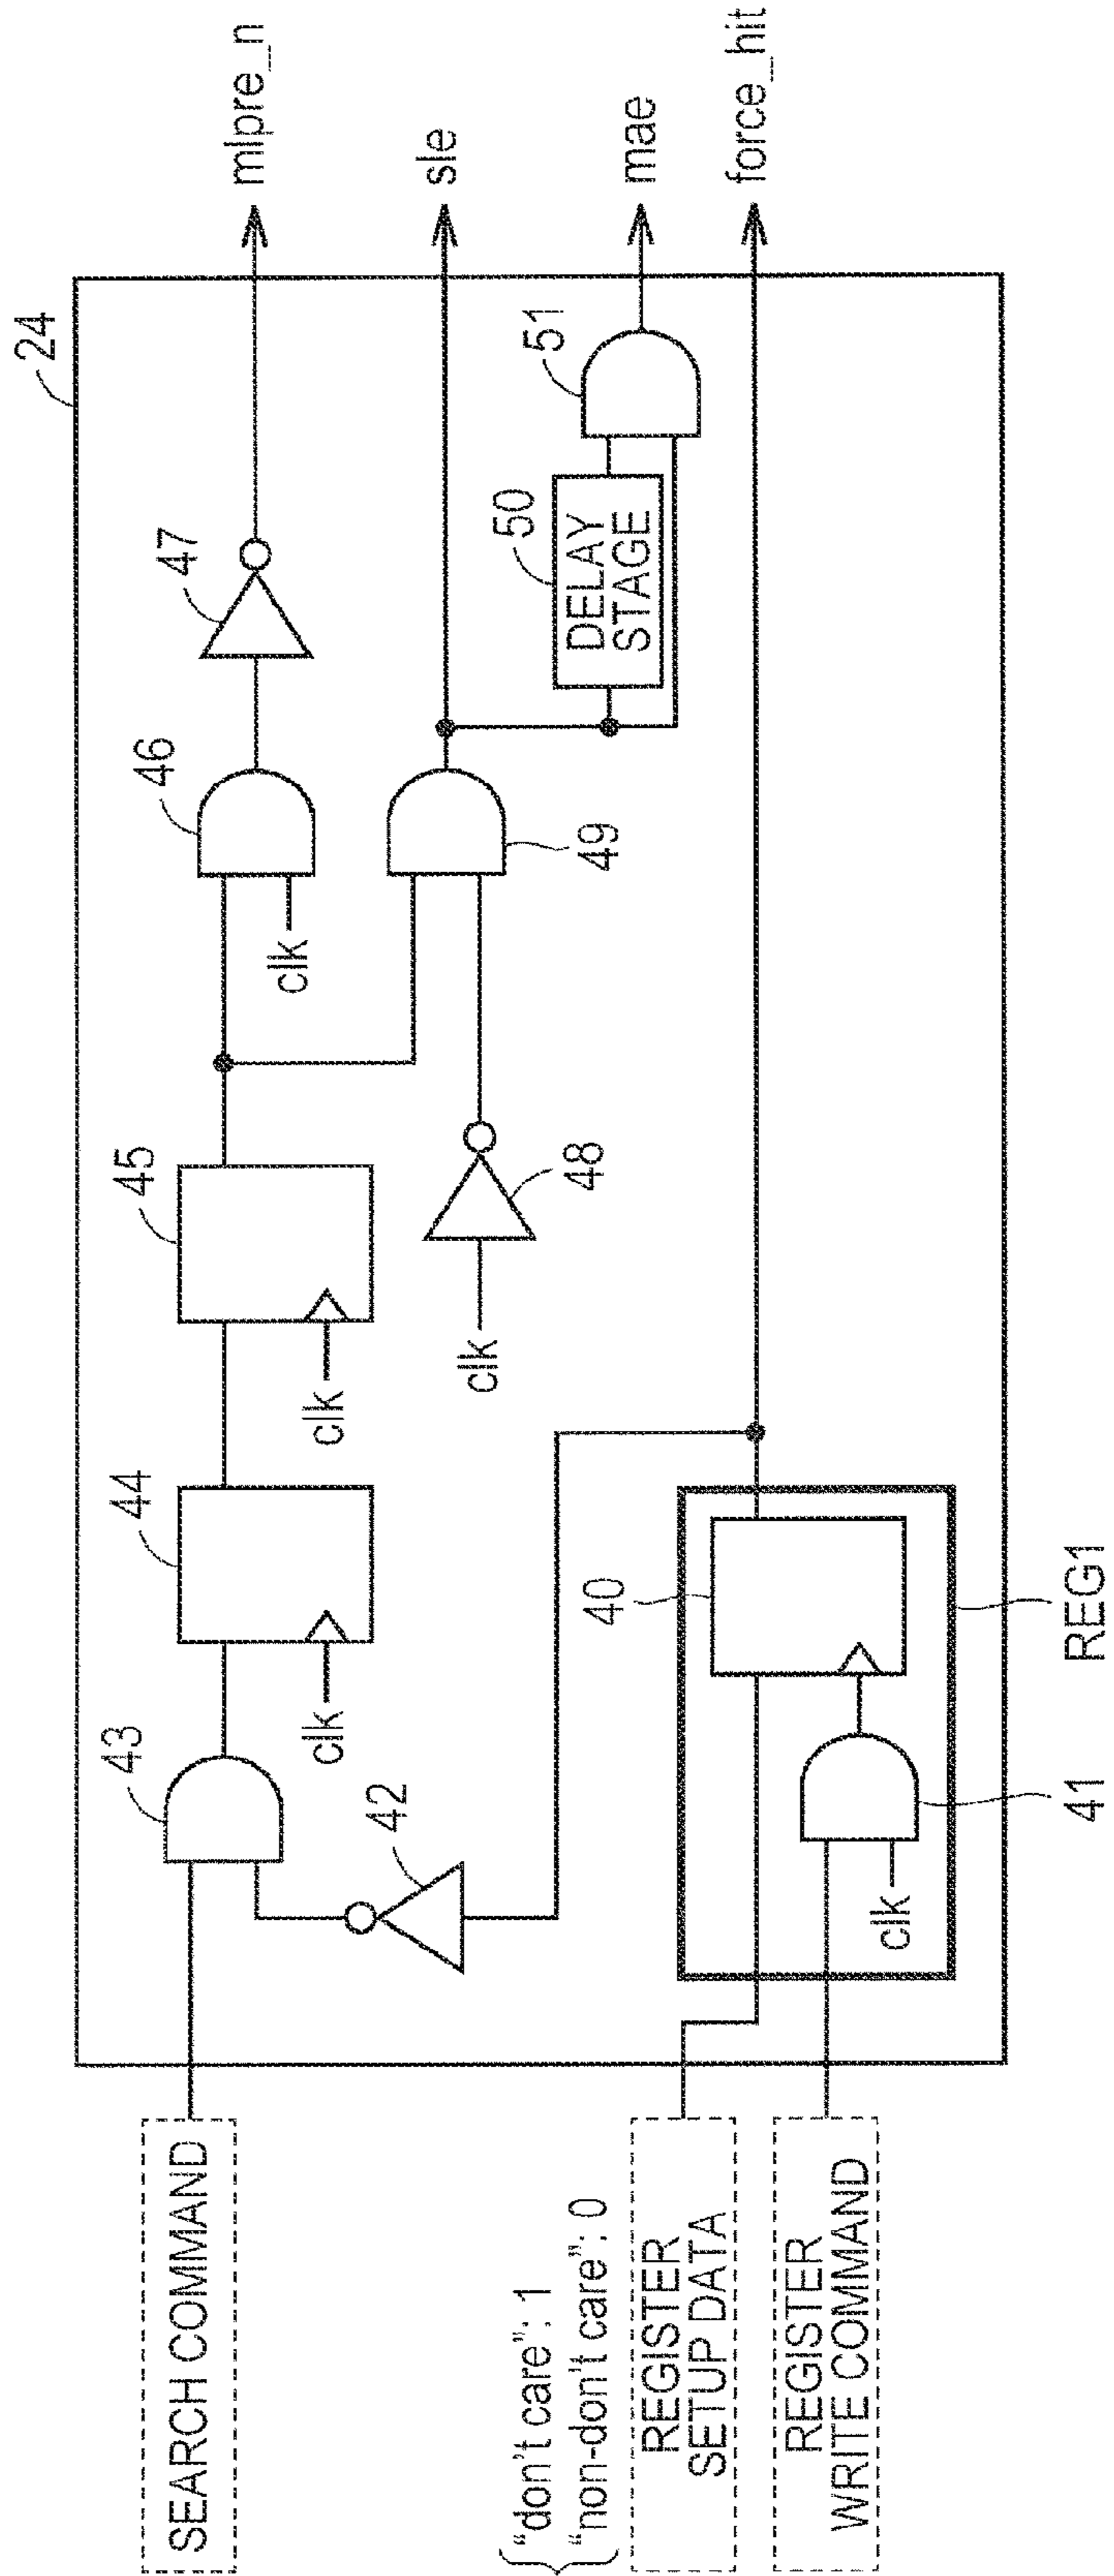 24
SEARCH COMMAND
43
44
45
46
47
mlpre_n
clk
clk
clk
42
clk
48
49
sle
50
DELAY
STAGE
51
mae
"don't care": 1
"non-don't care": 0
REGISTER
SETUP DATA
40
force_hit
REGISTER
WRITE COMMAND
clk
41
REG1